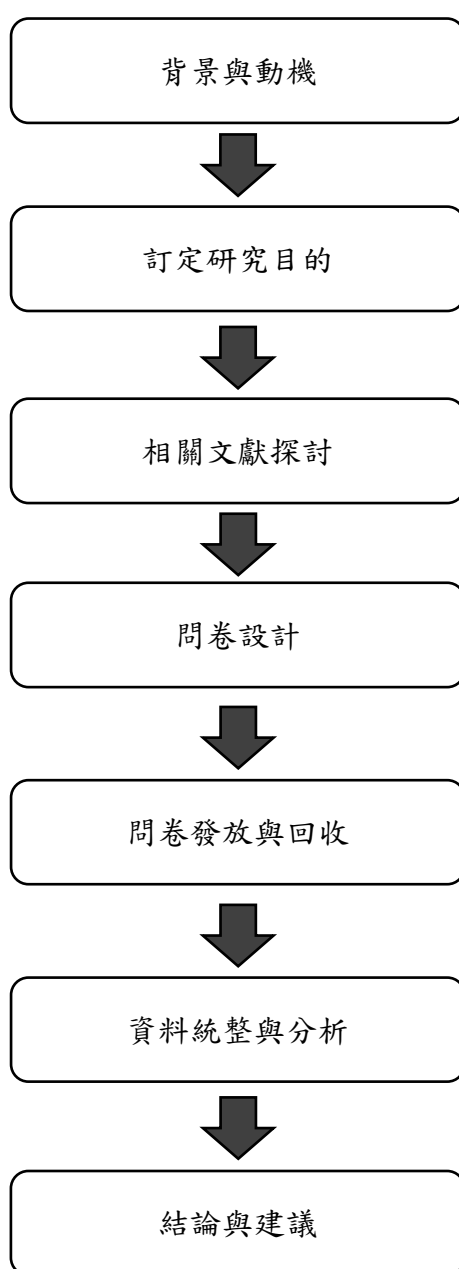 背景與動機
訂定研究目的
相關文獻探討
問卷設計
問卷發放與回收
資料統整與分析
結論與建議